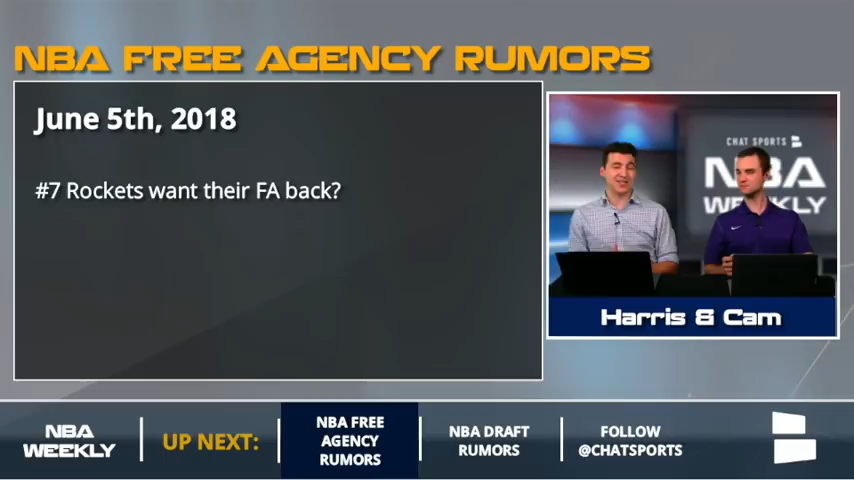 NBA FREE AGENCY RUMORS
June 5th, 2018
#7 Rockets want their FA back?
CHAT SPORTS
NBA
WEEKLY
Harris & Cam
NBA
WEEKLY
UP NEXT:
NBA FREE
AGENCY
RUMORS
NBA DRAFT
RUMORS
FOLLOW
@CHATSPORTS